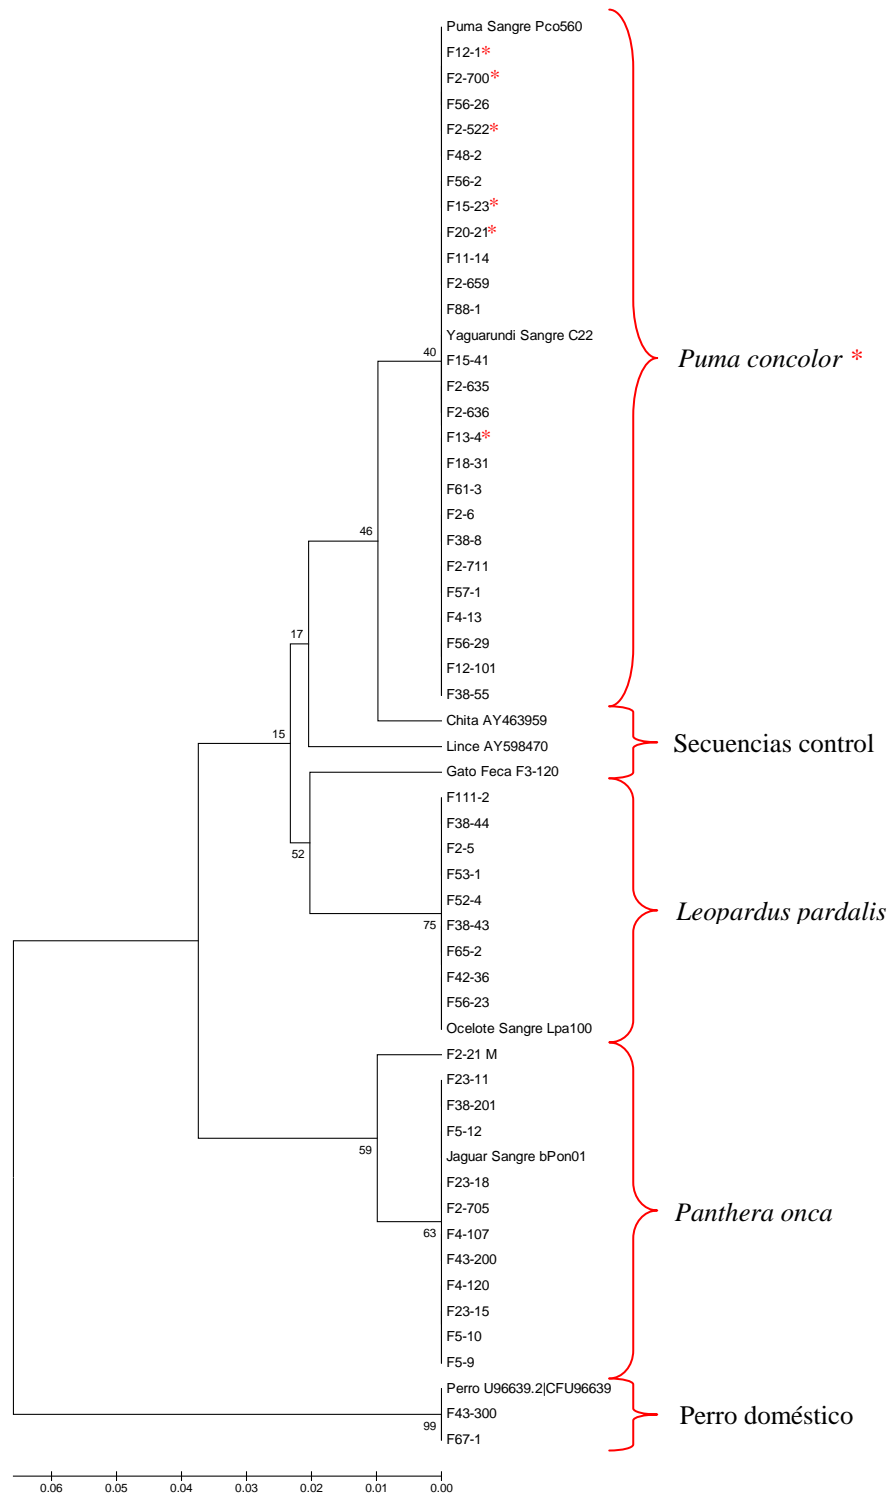 Puma Sangre Pco560
F12-1*
F2-700*
F56-26
F2-522*
F48-2
F56-2
F15-23*
F20-21*
F11-14
F2-659
F88-1
Yaguarundi Sangre C22
40
F15-41
Puma concolor *
F2-635
F2-636
F13-4*
F18-31
F61-3
F2-6
46
F38-8
F2-711
F57-1
F4-13
17
F56-29
F12-101
F38-55
Chita AY463959
15
Lince AY598470
Secuencias control
Gato Feca F3-120
F111-2
F38-44
F2-5
52
F53-1
F52-4
Leopardus pardalis
75
F38-43
F65-2
F42-36
F56-23
Ocelote Sangre Lpa100
F2-21 M
F23-11
F38-201
F5-12
59
Jaguar Sangre bPon01
F23-18
F2-705
Panthera onca
63
F4-107
F43-200
F4-120
F23-15
F5-10
F5-9
Perro U96639.2|CFU96639
99
F43-300
Perro doméstico
F67-1
0.06 0.05 0.04 0.03 0.02 0.01 0.00